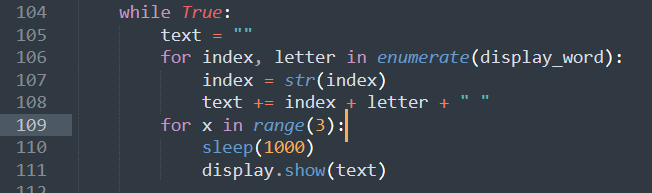 104 while True:
105 text = ""
106 for index, letter in enumerate(display_word):
107 index = str(index)
108 text += index + letter + " "
109 for x in range(3):
110 sleep(1000)
111 display.show(text)
112